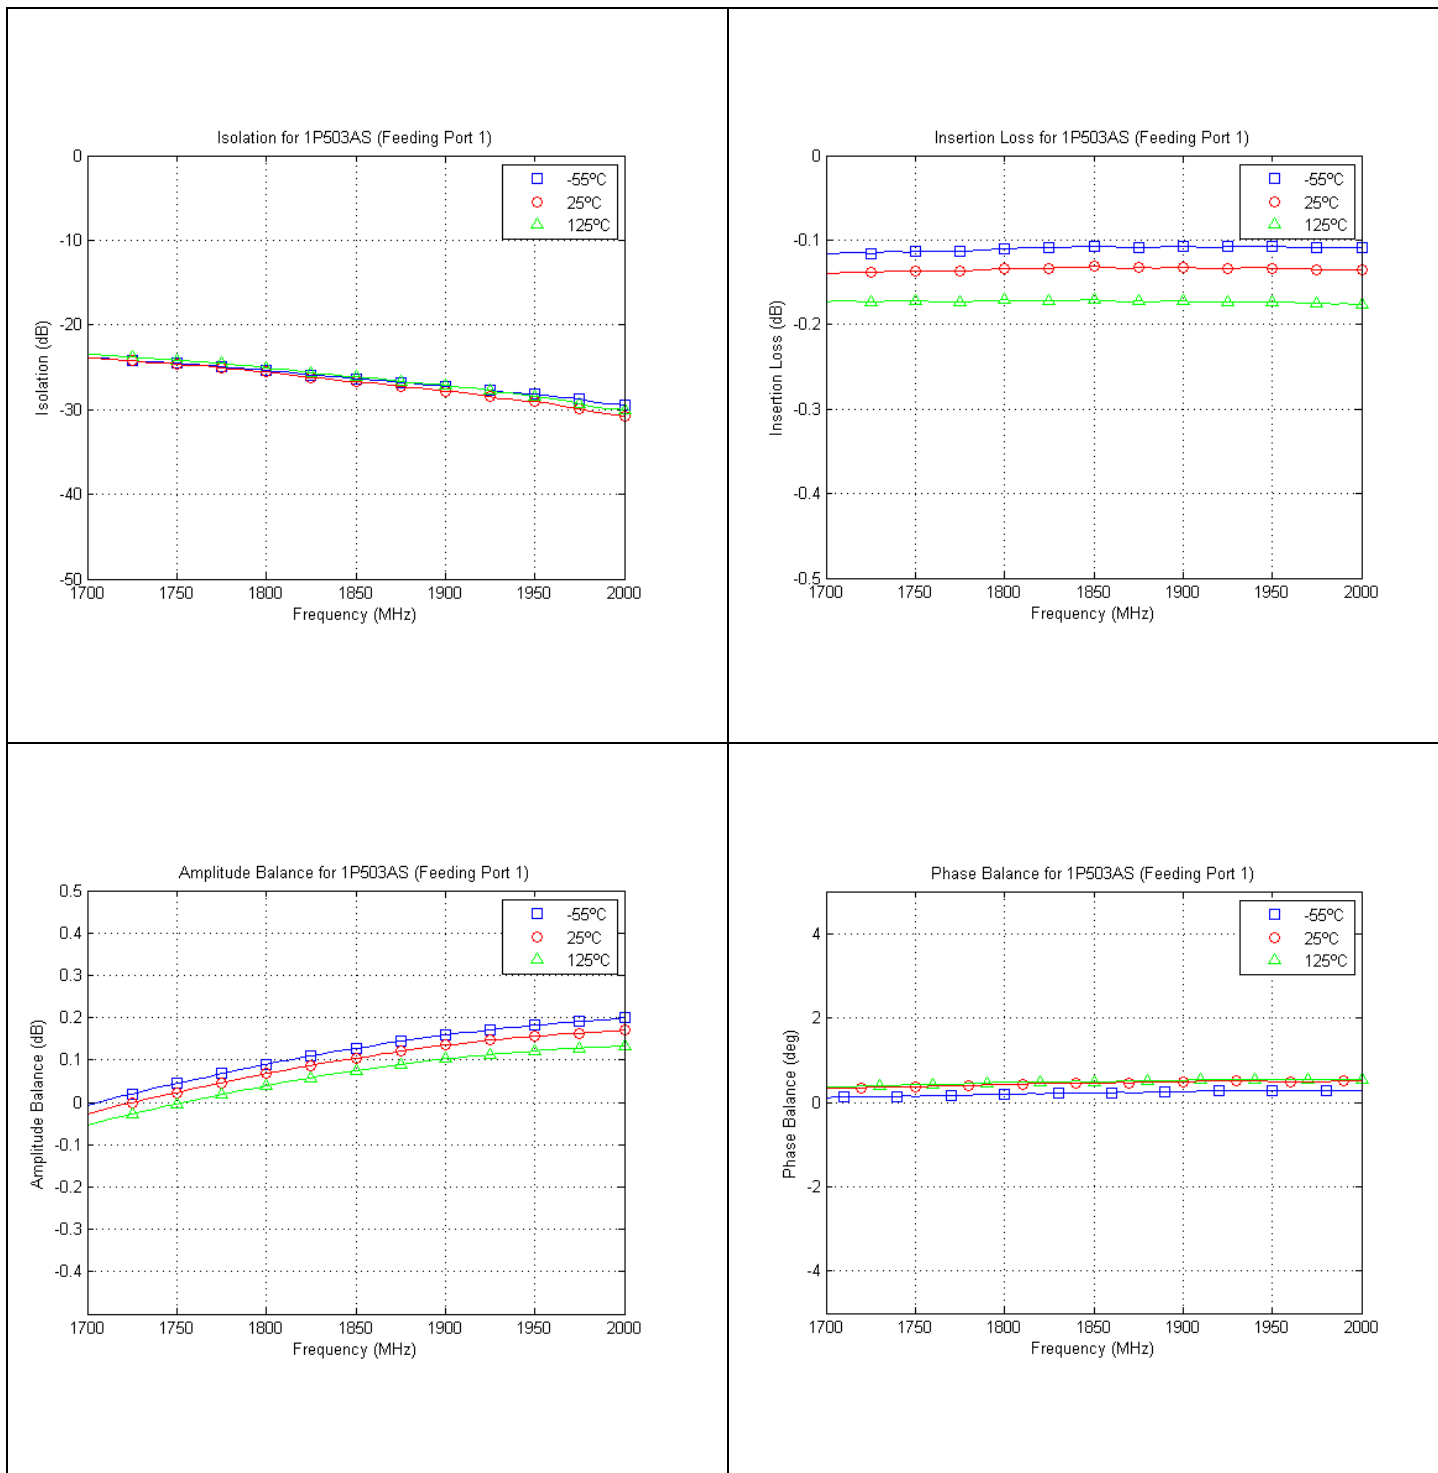 Isolation for 1P503AS (Feeding Port 1)
0
-10
-20
-30
-40
-50
Isolation (dB)
-55ºC
25ºC
125ºC
1700 1750 1800 1850 1900 1950 2000
Frequency (MHz)
Insertion Loss for 1P503AS (Feeding Port 1)
0
-0.1
-0.2
-0.3
-0.4
-0.5
Insertion Loss (dB)
-55ºC
25ºC
125ºC
1700 1750 1800 1850 1900 1950 2000
Frequency (MHz)
Amplitude Balance for 1P503AS (Feeding Port 1)
0.5
0.4
0.3
0.2
0.1
0
-0.1
-0.2
-0.3
-0.4
Amplitude Balance (dB)
-55ºC
25ºC
125ºC
1700 1750 1800 1850 1900 1950 2000
Frequency (MHz)
Phase Balance for 1P503AS (Feeding Port 1)
4
2
0
-2
-4
Phase Balance (deg)
-55ºC
25ºC
125ºC
1700 1750 1800 1850 1900 1950 2000
Frequency (MHz)